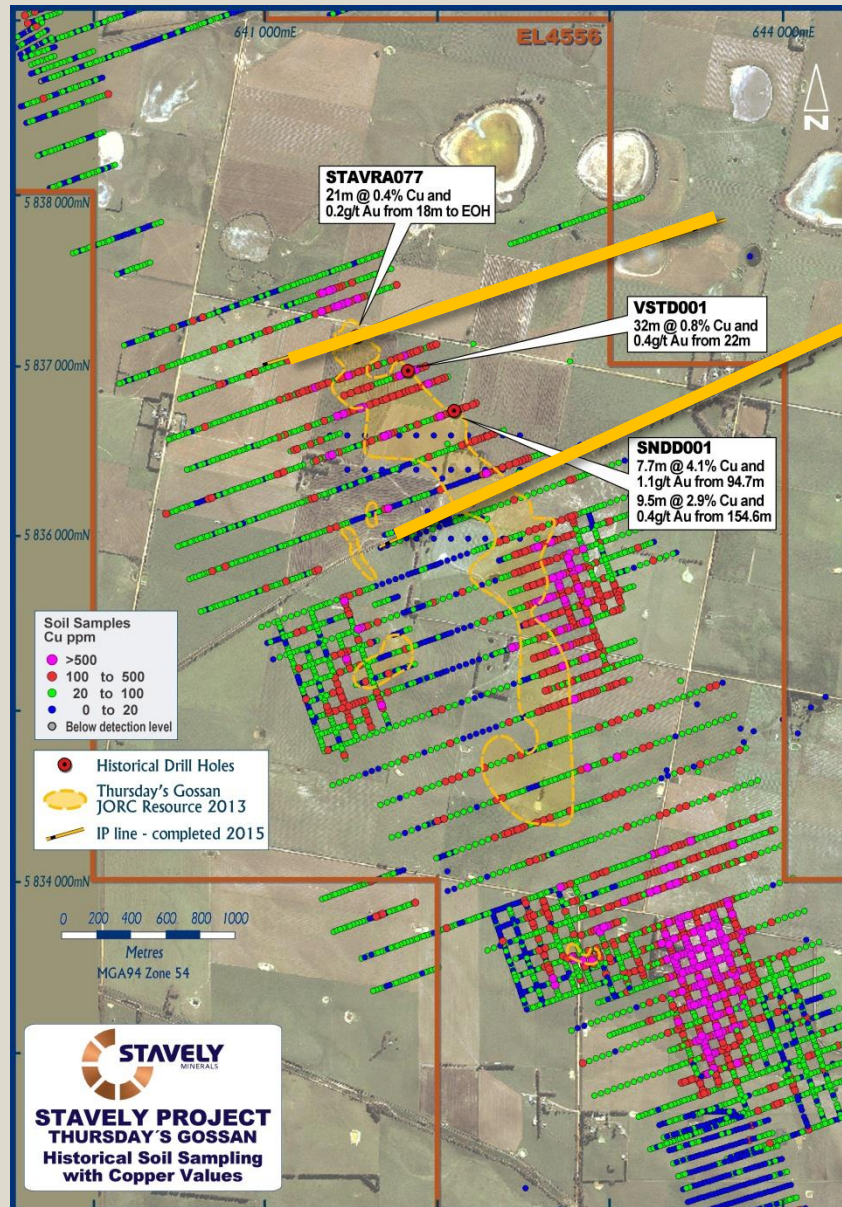 641 000mE
EL4556
644 000mE
N
STAVRA077
21m @ 0.4% Cu and
0.2g/t Au from 18m to EOH
5 838 000mN
VSTD001
32m @ 0.8% Cu and
0.4g/t Au from 22m
5 837 000mN
SNDD001
7.7m @ 4.1% Cu and
1.1g/t Au from 94.7m
9.5m @ 2.9% Cu and
0.4g/t Au from 154.6m
5 836 000mN
Soil Samples
Cu ppm
>500
100 to 500
20 to 100
0 to 20
Below detection level
Historical Drill Holes
Thursday's Gossan
JORC Resource 2013
IP line - completed 2015
5 834 000mN
0 200 400 600 800 1000
Metres
MGA94 Zone 54
STAVELY
MINERALS
STAVELY PROJECT
THURSDAY'S GOSSAN
Historical Soil Sampling
with Copper Values